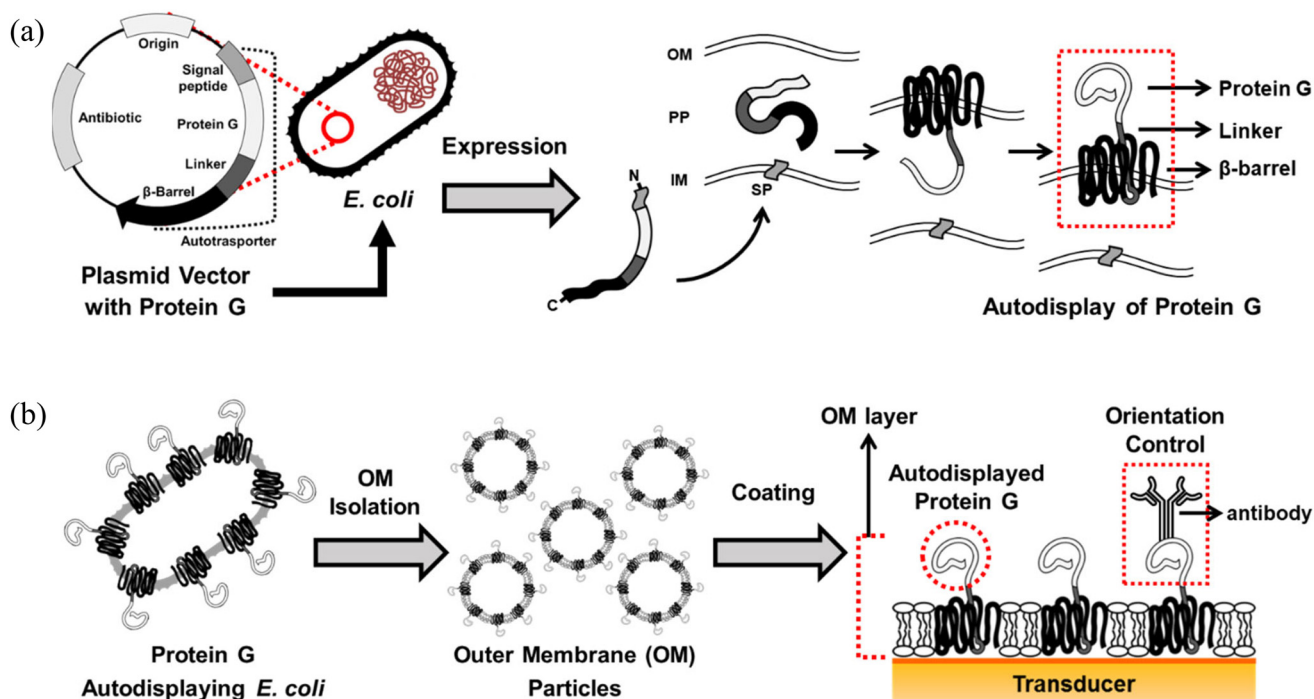 (a)
Origin
Signal
peptide
Antibiotic
Protein G
Linker
β-Barrel
Autotrasporter
Plasmid Vector
with Protein G
E. coli
Expression
N
C
OM
PP
IM
SP
Protein G
Linker
β-barrel
Autodisplay of Protein G
(b)
Protein G
Autodisplaying E. coli
OM
Isolation
Outer Membrane (OM)
Particles
Coating
OM layer
Autodisplayed
Protein G
Orientation
Control
antibody
Transducer